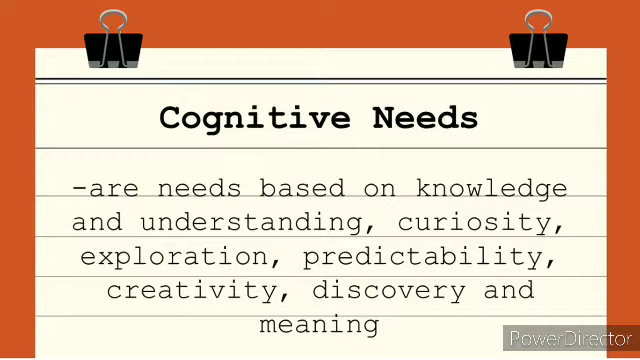 Cognitive Needs
-are needs based on knowledge
and understanding, curiosity,
exploration, predictability,
creativity, discovery and
meaning
PowerDirector